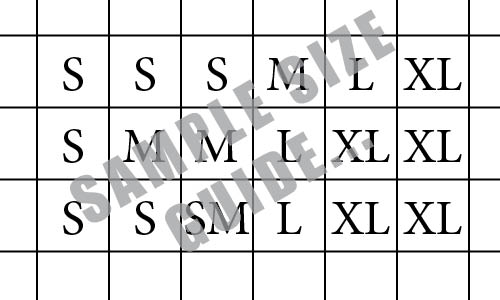 S S S M L XL
S M M L XL XL
S S SM L XL XL
SAMPLE SIZE
GUIDE...